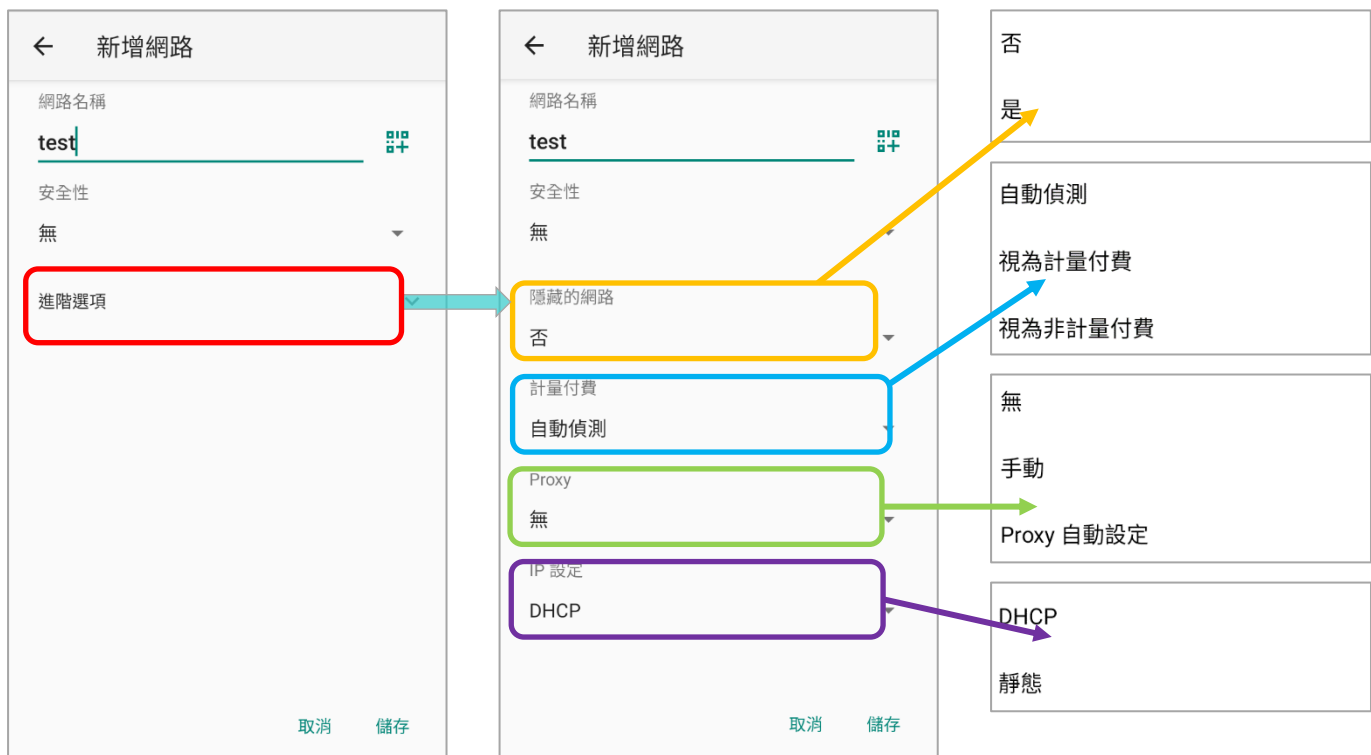 新增網路
網路名稱
test
安全性
無
進階選項
取消
儲存
新增網路
網路名稱
test
安全性
無
隱藏的網路
否
計量付費
自動偵測
Proxy
無
IP 設定
DHCP
取消
儲存
否
是
自動偵測
視為計量付費
視為非計量付費
無
手動
Proxy 自動設定
DHCP
靜態